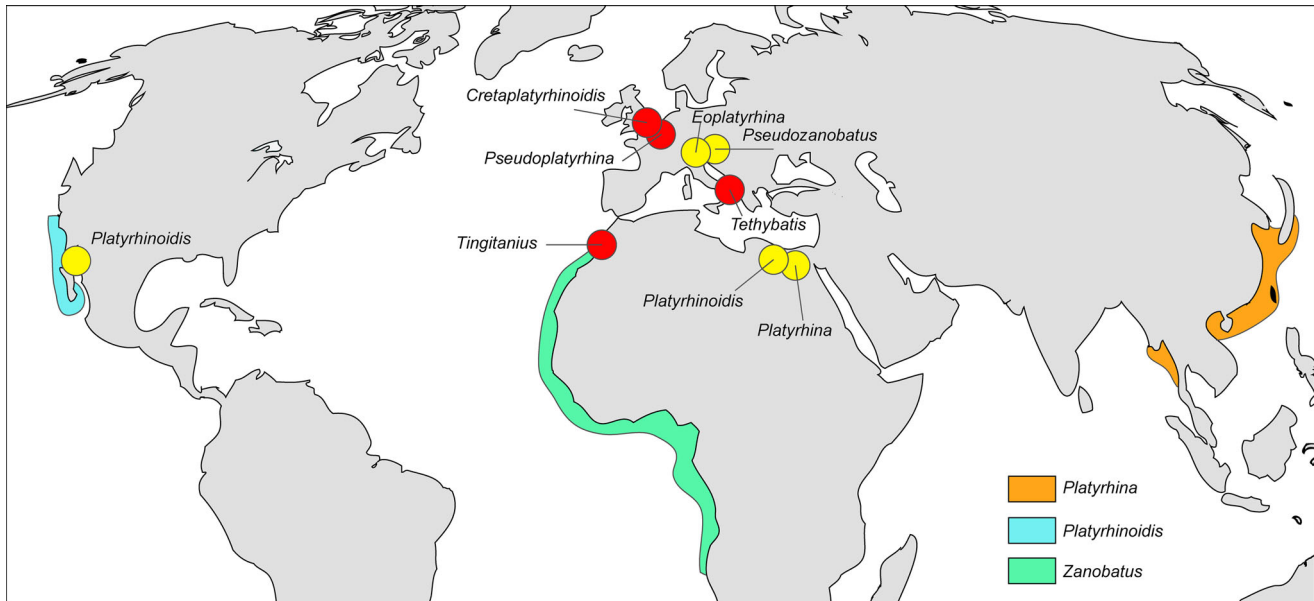 Cretaplatyrhinoidis
Eoplatyrhina
Pseudozanobatus
Pseudoplatyrhina
Tethybatis
Platyrhinoidis
Tingitanius
Platyrhinoidis
Platyrhina
Platyrhina
Platyrhinoidis
Zanobatus